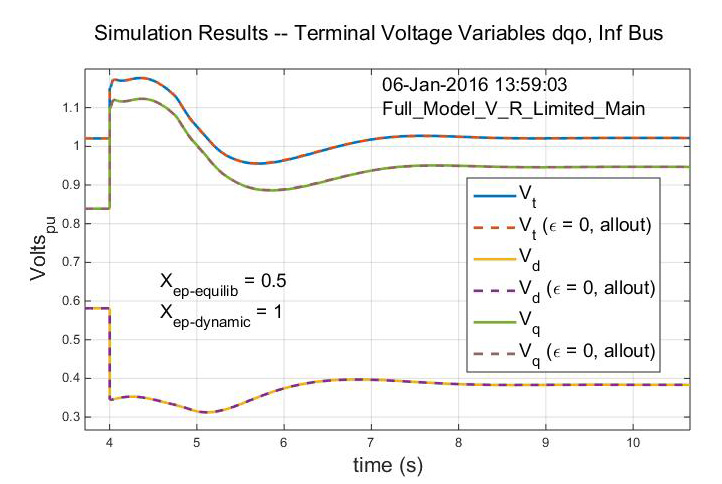 Simulation Results -- Terminal Voltage Variables dqo, Inf Bus
06-Jan-2016 13:59:03
Full_Model_V_R_Limited_Main
1.1
1
0.9
0.8
0.7
0.6
0.5
0.4
0.3
Volts_pu
X_ep-equilib = 0.5
X_ep-dynamic = 1
V_t
V_t (ϵ = 0, allout)
V_d
V_d (ϵ = 0, allout)
V_q
V_q (ϵ = 0, allout)
4 5 6 7 8 9 10
time (s)